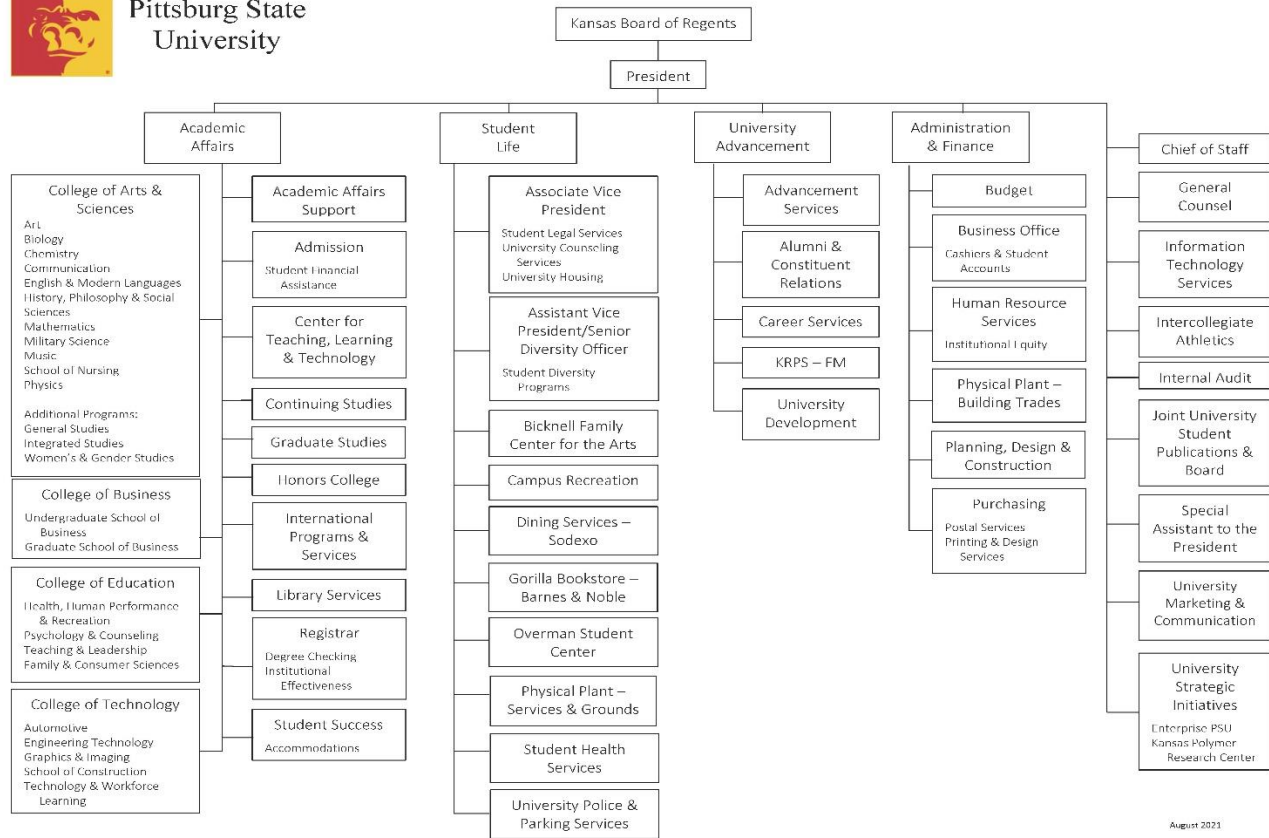 Pittsburg State
University
Kansas Board of Regents
President
Academic
Affairs
College of Arts &
Sciences
Art
Biology
Chemistry
Communication
English & Modern Languages
History, Philosophy & Social
Sciences
Mathematics
Military Science
Music
School of Nursing
Physics
Additional Programs:
General Studies
Integrated Studies
Women's & Gender Studies
College of Business
Undergraduate School of
Business
Graduate School of Business
College of Education
Health, Human Performance
& Recreation
Psychology & Counseling
Teaching & Leadership
Family & Consumer Sciences
College of Technology
Automotive
Engineering Technology
Graphics & Imaging
School of Construction
Technology & Workforce
Learning
Academic Affairs
Support
Admission
Student Financial
Assistance
Center for
Teaching, Learning
& Technology
Continuing Studies
Graduate Studies
Honors College
International
Programs &
Services
Library Services
Registrar
Degree Checking
Institutional
Effectiveness
Student Success
Accommodations
Student
Life
Associate Vice
President
Student Legal Services
University Counseling
Services
University Housing
Assistant Vice
President/Senior
Diversity Officer
Student Diversity
Programs
Bicknell Family
Center for the Arts
Campus Recreation
Dining Services –
Sodexo
Gorilla Bookstore –
Barnes & Noble
Overman Student
Center
Physical Plant –
Services & Grounds
Student Health
Services
University Police &
Parking Services
University
Advancement
Advancement
Services
Alumni &
Constituent
Relations
Career Services
KRPS – FM
University
Development
Administration
& Finance
Budget
Business Office
Cashiers & Student
Accounts
Human Resource
Services
Institutional Equity
Physical Plant –
Building Trades
Planning, Design &
Construction
Purchasing
Postal Services
Printing & Design
Services
Chief of Staff
General
Counsel
Information
Technology
Services
Intercollegiate
Athletics
Internal Audit
Joint University
Student
Publications &
Board
Special
Assistant to the
President
University
Marketing &
Communication
University
Strategic
Initiatives
Enterprise PSU
Kansas Polymer
Research Center
August 2021